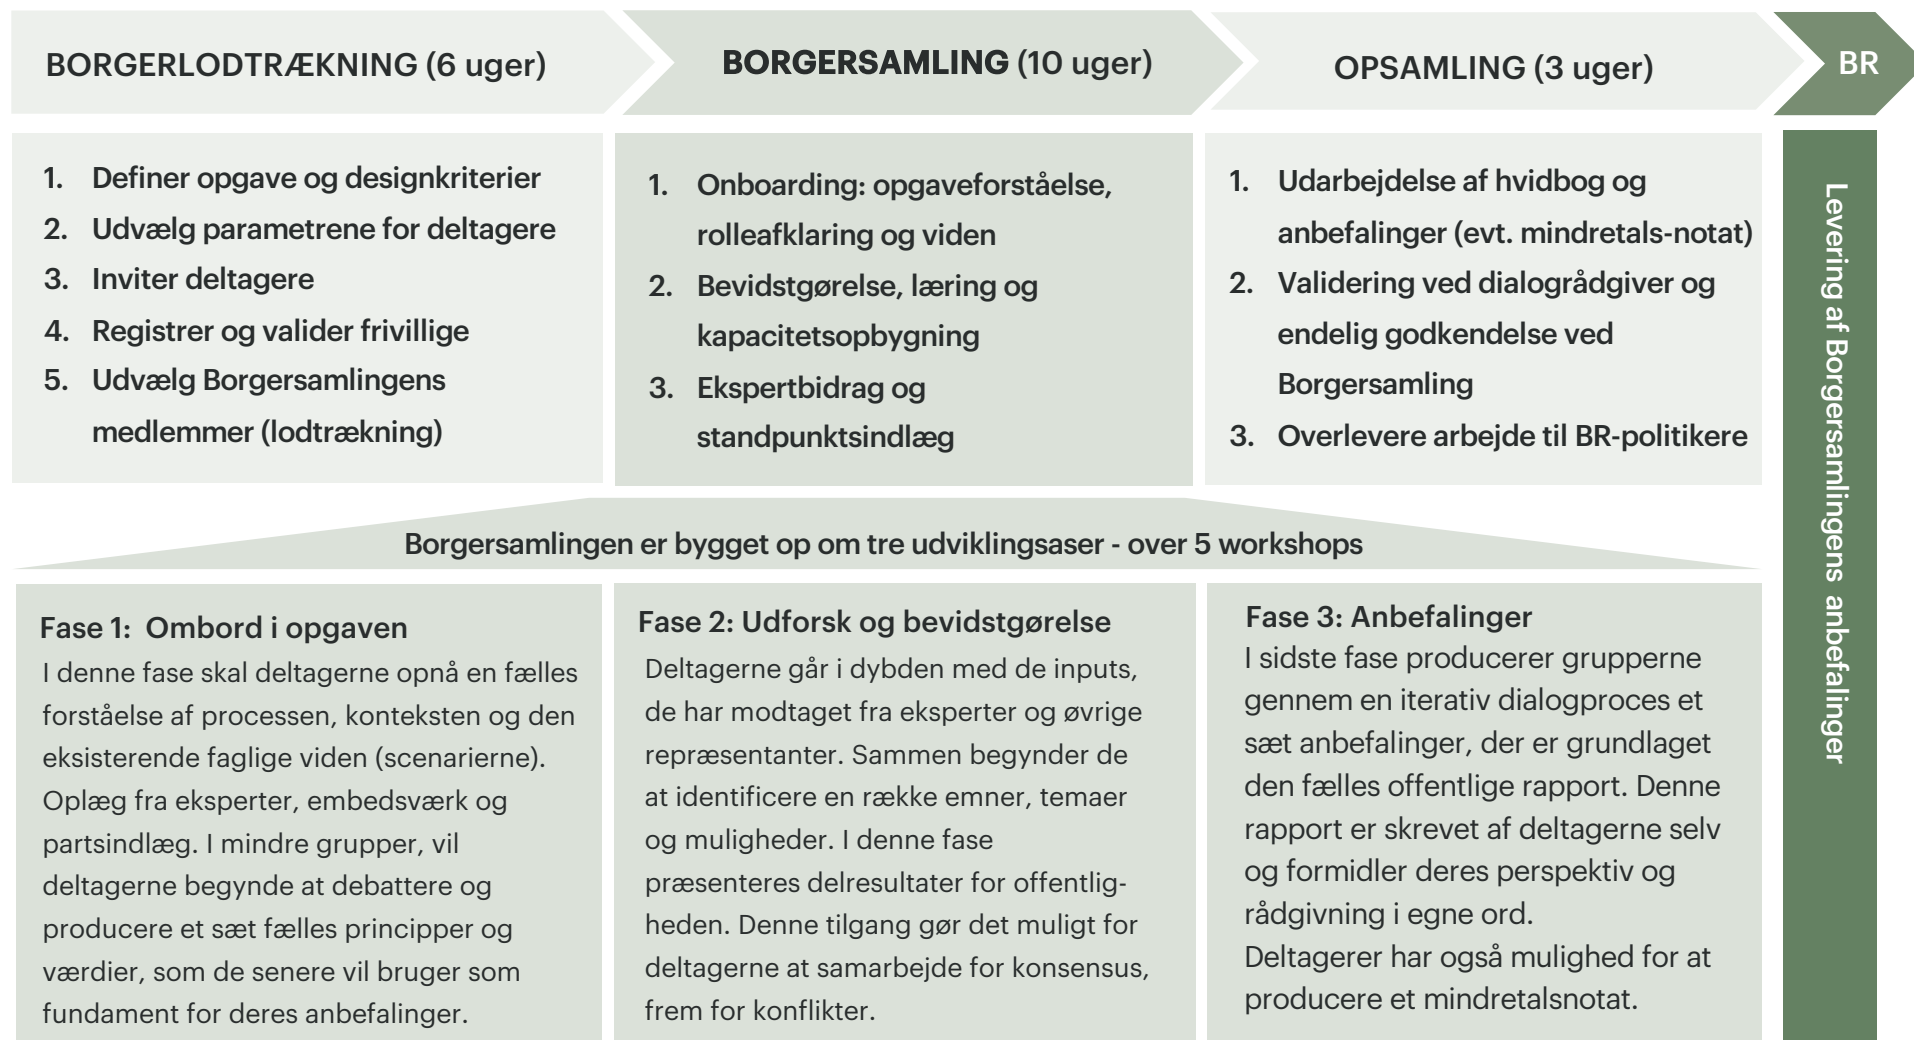 BORGERLODTRÆKNING (6 uger)
BORGERSAMLING (10 uger)
OPSAMLING (3 uger)
BR
1. Definer opgave og designkriterier
2. Udvælg parametrene for deltagere
3. Inviter deltagere
4. Registrer og valider frivillige
5. Udvælg Borgersamlingens
medlemmer (lodtrækning)
1. Onboarding: opgaveforståelse,
rolleafklaring og viden
2. Bevidstgørelse, læring og
kapacitetsopbygning
3. Ekspertbidrag og
standpunktsindlæg
1. Udarbejdelse af hvidbog og
anbefalinger (evt. mindretals-notat)
2. Validering ved dialogrådgiver og
endelig godkendelse ved
Borgersamling
3. Overlevere arbejde til BR-politikere
Levering af Borgersamlingens anbefalinger
Borgersamlingen er bygget op om tre udviklingsaser - over 5 workshops
Fase 1: Ombord i opgaven
I denne fase skal deltagerne opnå en fælles
forståelse af processen, konteksten og den
eksisterende faglige viden (scenarierne).
Oplæg fra eksperter, embedsværk og
partsindlæg. I mindre grupper, vil
deltagerne begynde at debattere og
producere et sæt fælles principper og
værdier, som de senere vil bruger som
fundament for deres anbefalinger.
Fase 2: Udforsk og bevidstgørelse
Deltagerne går i dybden med de inputs,
de har modtaget fra eksperter og øvrige
repræsentanter. Sammen begynder de
at identificere en række emner, temaer
og muligheder. I denne fase
præsenteres delresultater for offentlig-
heden. Denne tilgang gør det muligt for
deltagerne at samarbejde for konsensus,
frem for konflikter.
Fase 3: Anbefalinger
I sidste fase producerer grupperne
gennem en iterativ dialogproces et
sæt anbefalinger, der er grundlaget
den fælles offentlige rapport. Denne
rapport er skrevet af deltagerne selv
og formidler deres perspektiv og
rådgivning i egne ord.
Deltagerer har også mulighed for at
producere et mindretalsnotat.